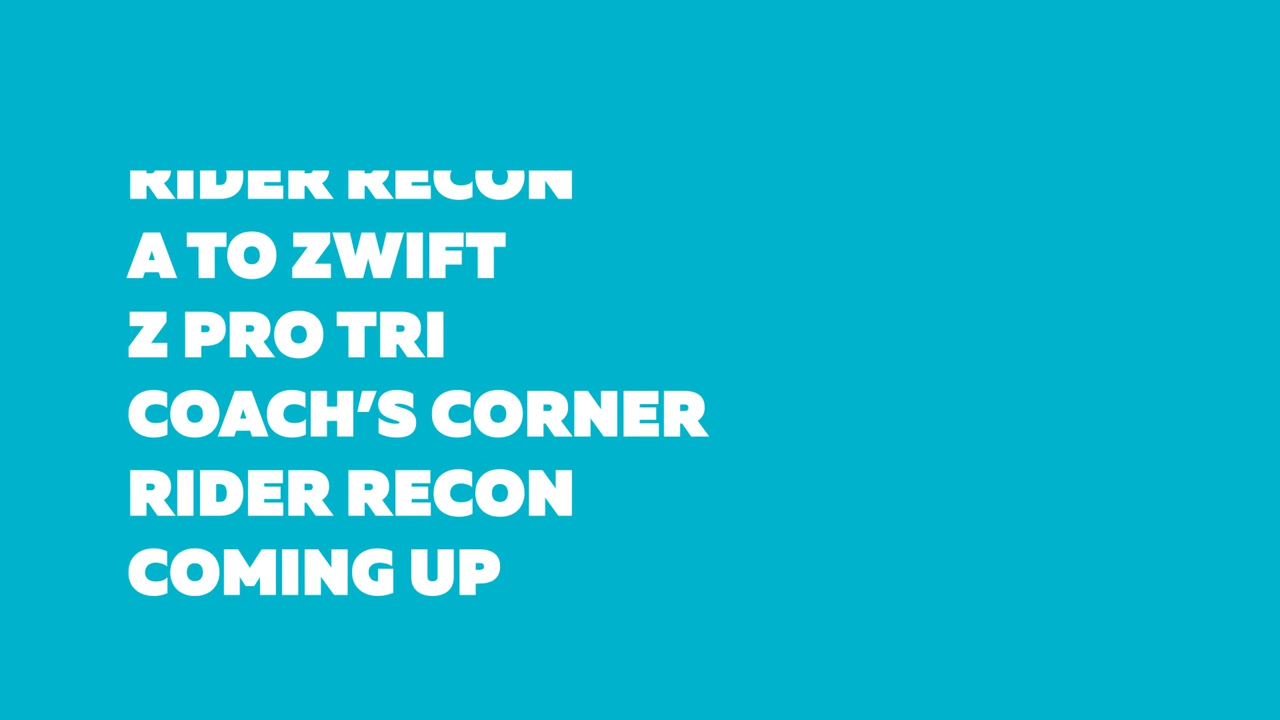 RIDER RECON
A TO ZWIFT
Z PRO TRI
COACH'S CORNER
RIDER RECON
COMING UP